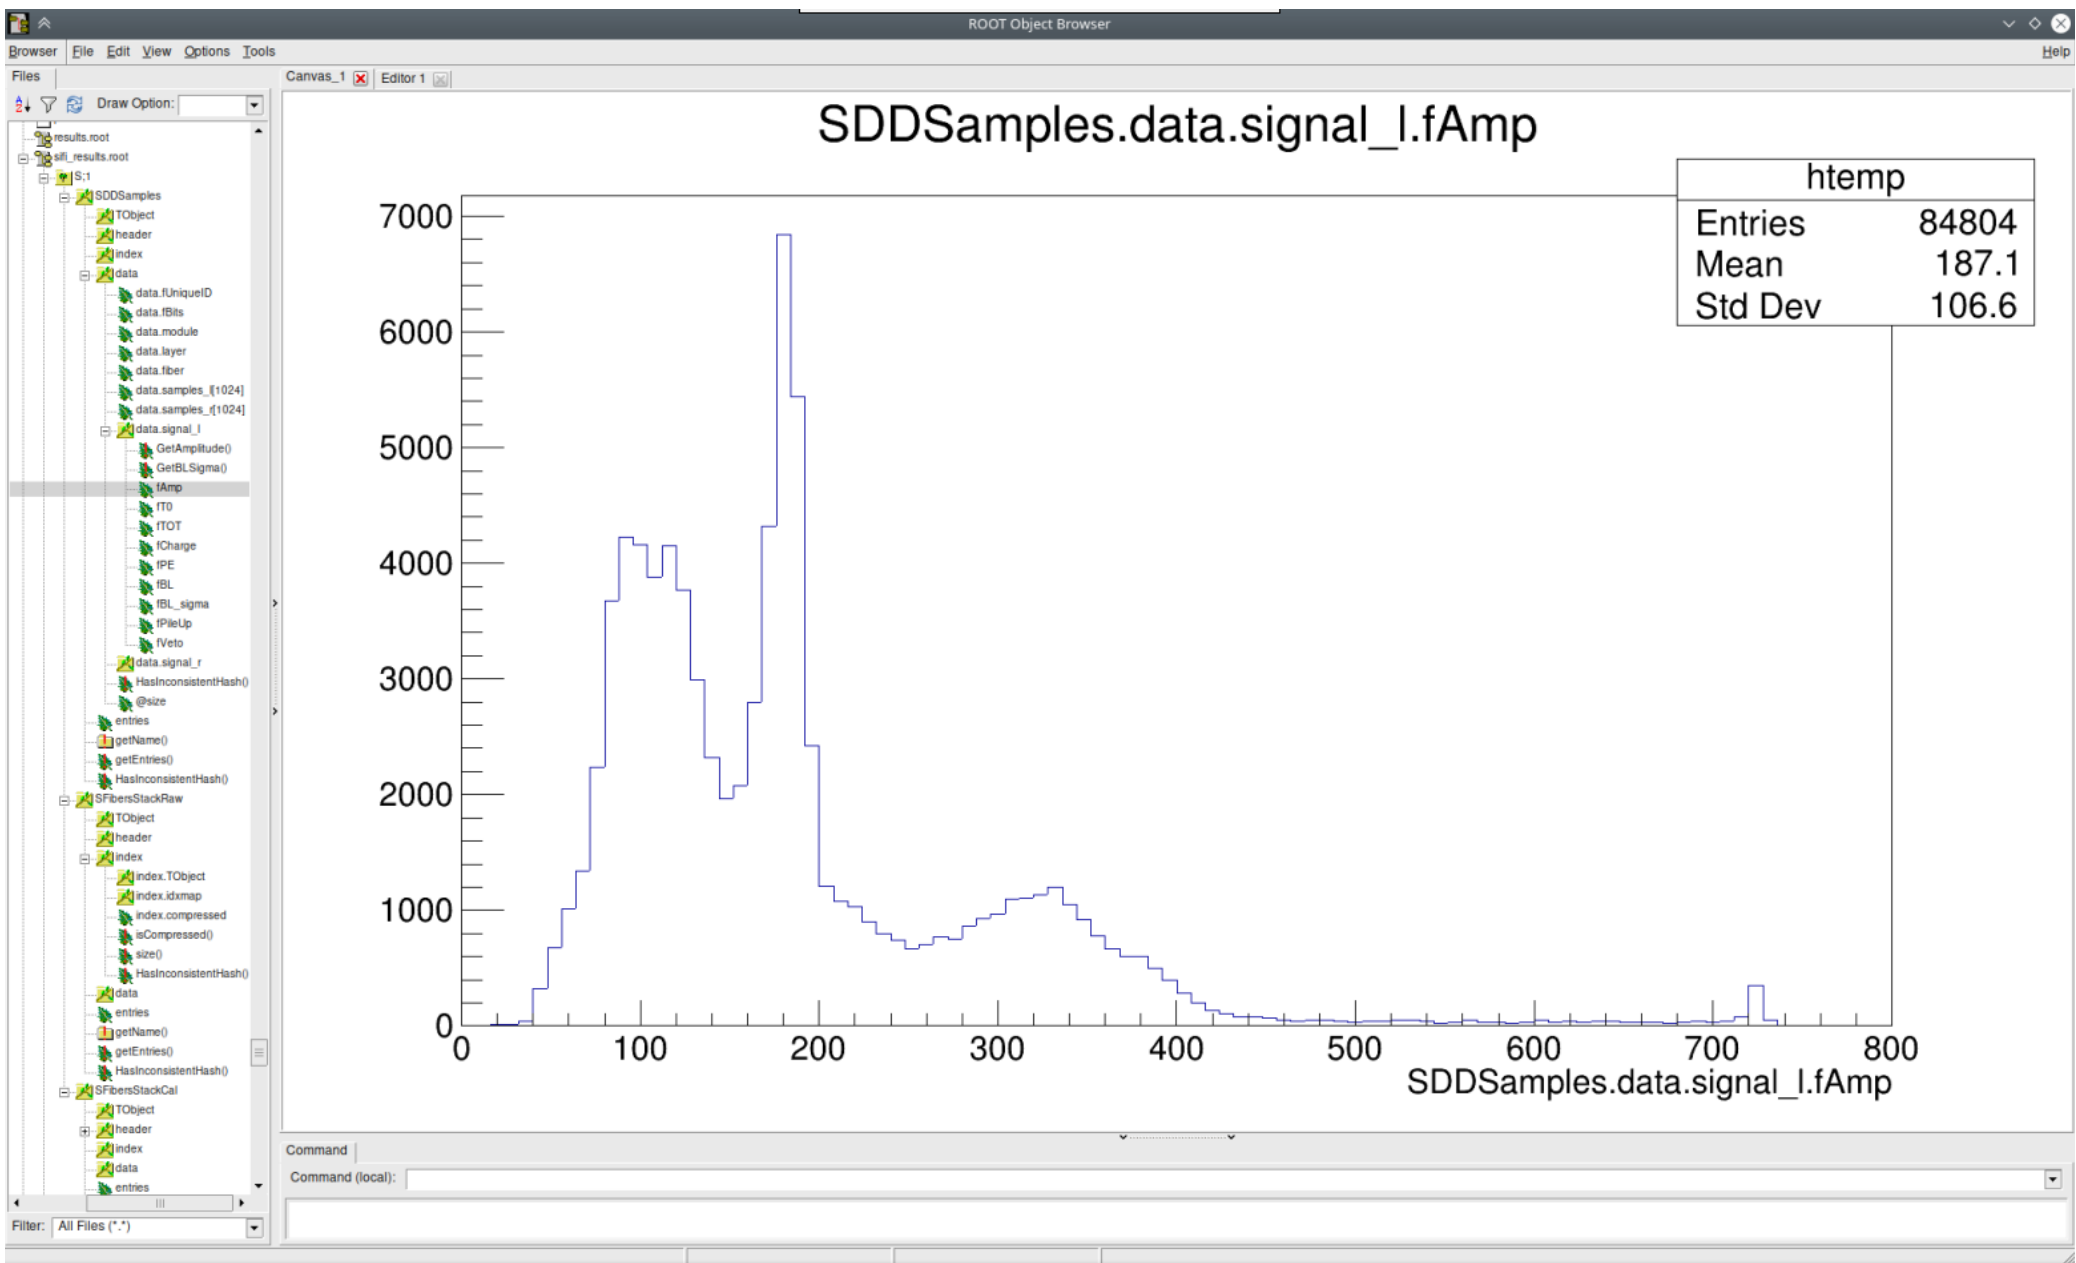 ROOT Object Browser
Browser File Edit View Options Tools Help
Files
Draw Option:
results.root
sifi_results.root
S;1
SDDSamples
TObject
header
index
data
data.fUniqueID
data.fBits
data.module
data.layer
data.fiber
data.samples_l[1024]
data.samples_r[1024]
data.signal_l
GetAmplitude()
GetBLSigma()
fAmp
fT0
fTOT
fCharge
fPE
fBL
fBL_sigma
fPileUp
fVeto
data.signal_r
HasInconsistentHash()
@size
entries
getName()
getEntries()
HasInconsistentHash()
SFibersStackRaw
TObject
header
index
index.TObject
index.idxmap
index.compressed
isCompressed()
size()
HasInconsistentHash()
data
entries
getName()
getEntries()
HasInconsistentHash()
SFibersStackCal
TObject
header
index
data
entries
Filter: All Files (*.*)
Canvas_1 Editor 1
SDDSamples.data.signal_l.fAmp
htemp
Entries 84804
Mean 187.1
Std Dev 106.6
7000
6000
5000
4000
3000
2000
1000
0
0 100 200 300 400 500 600 700 800
SDDSamples.data.signal_l.fAmp
Command
Command (local):